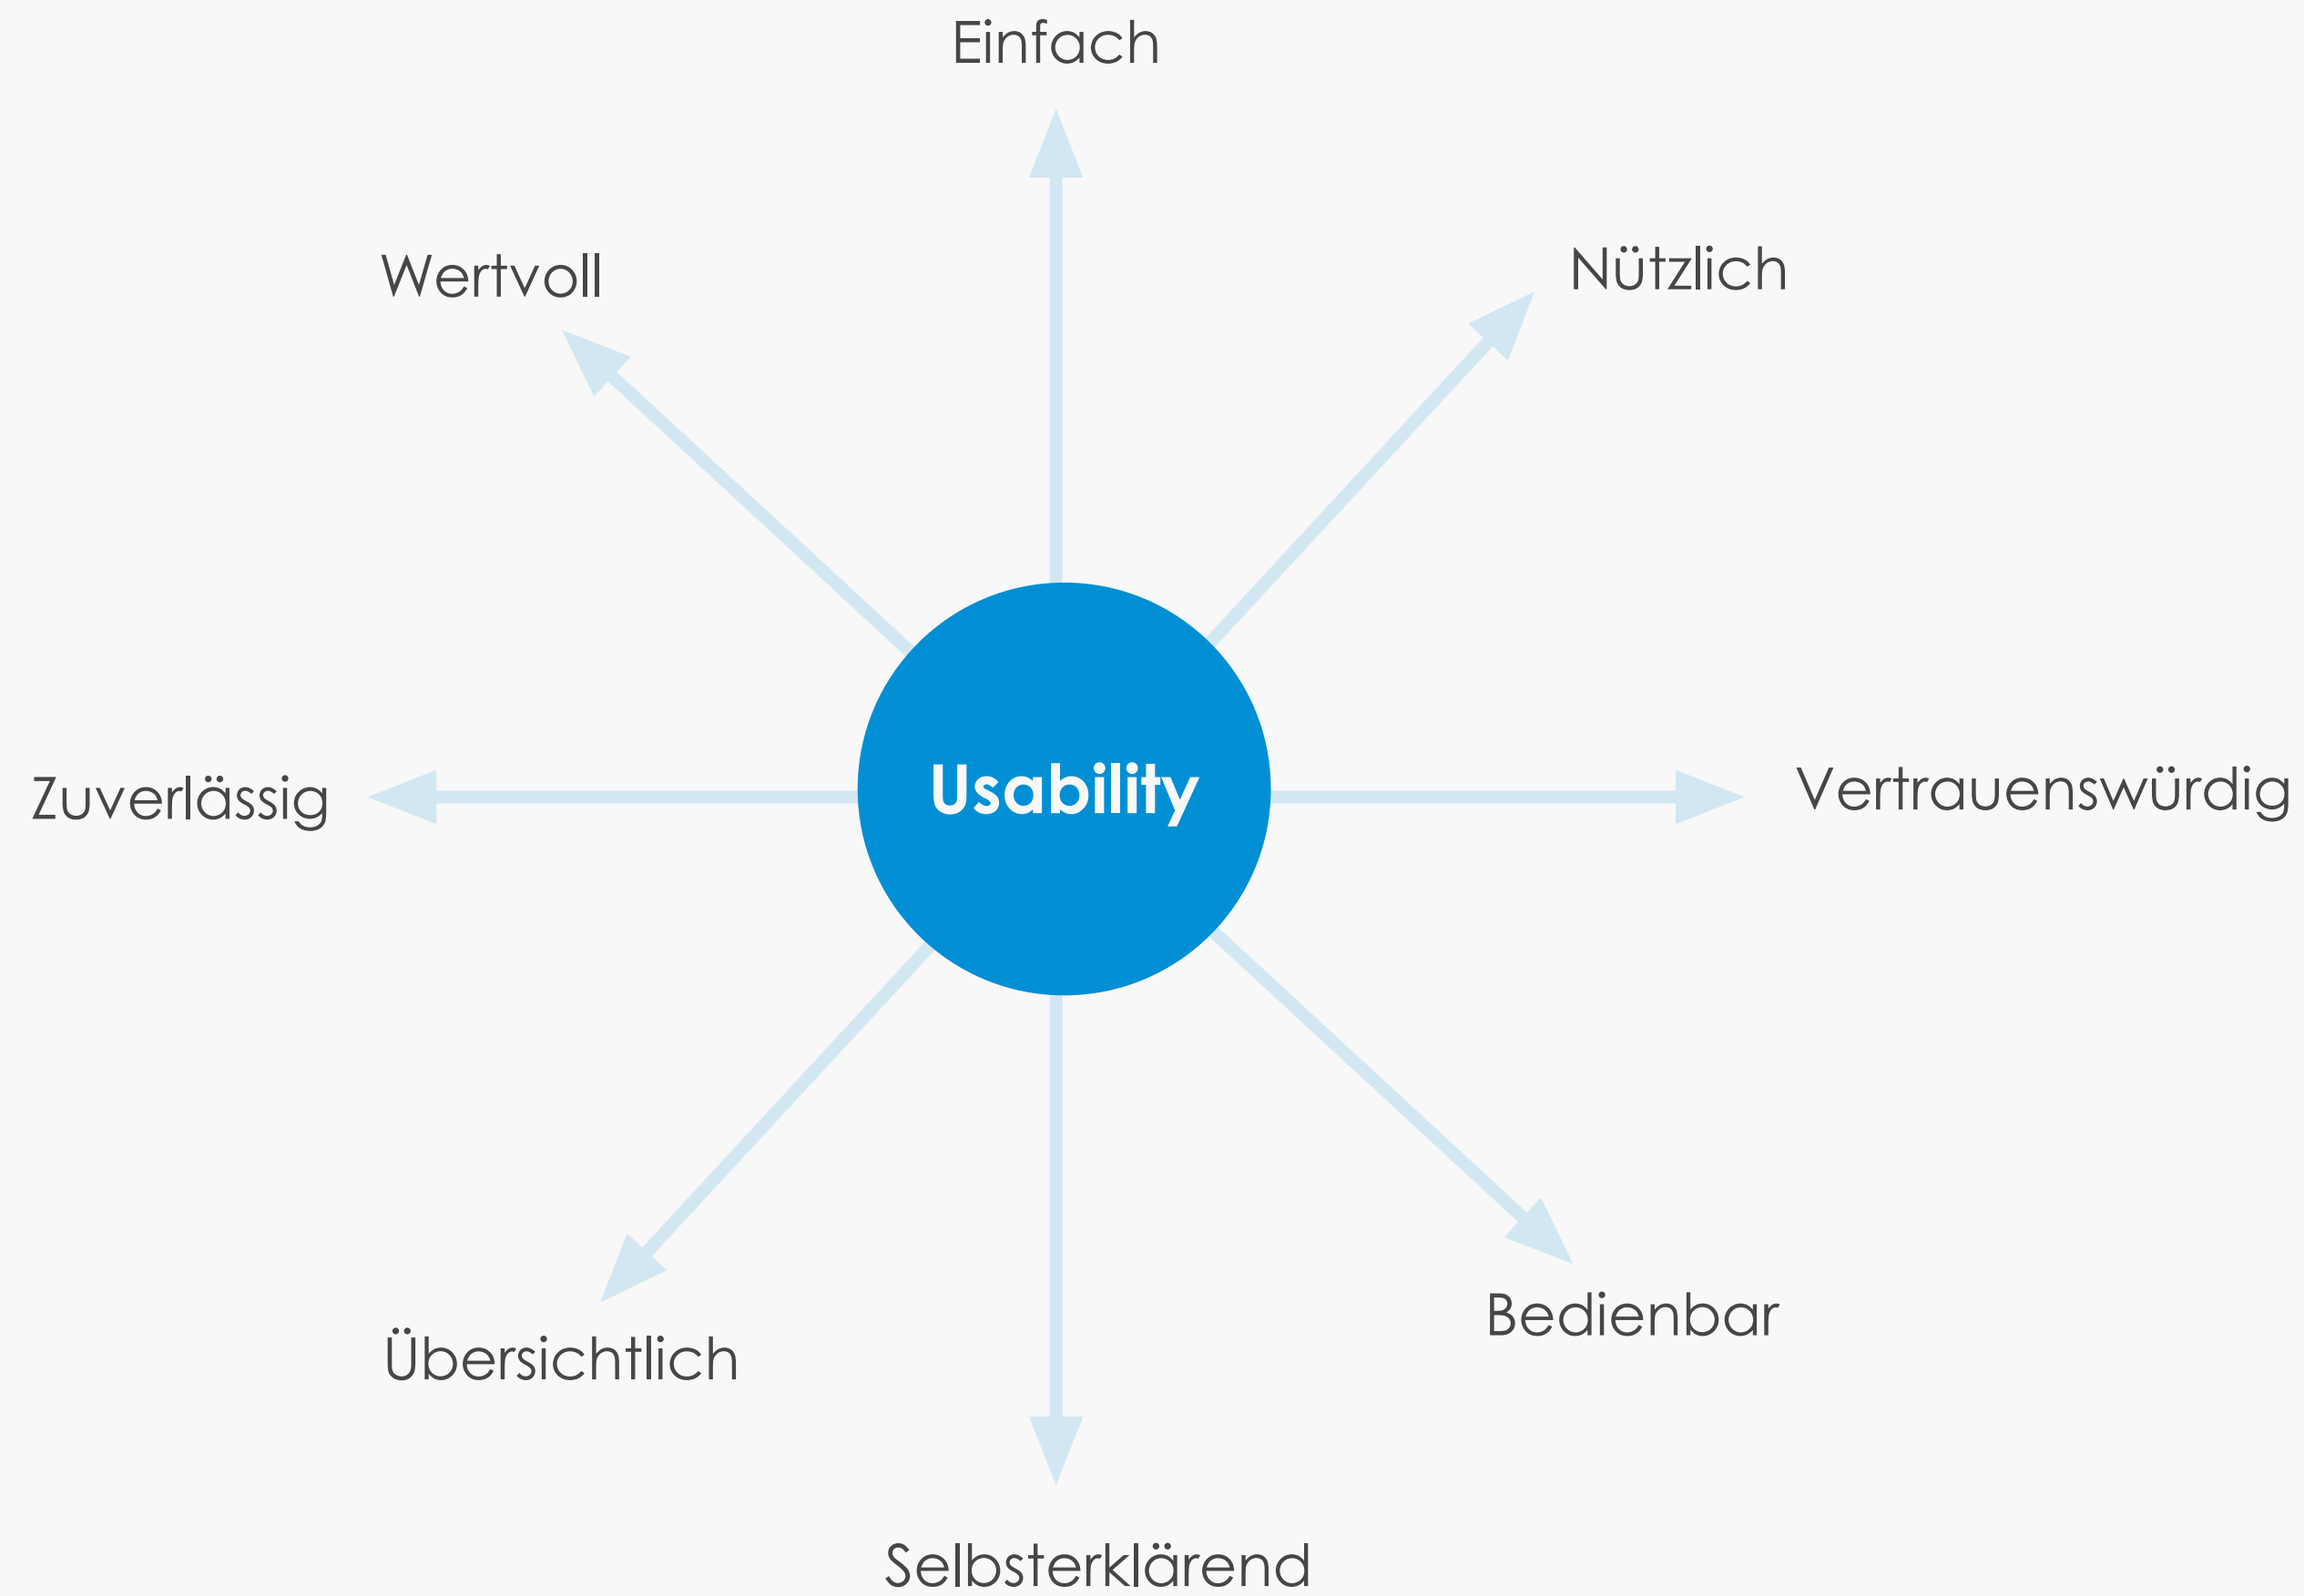 Einfach
Wertvoll
Nützlich
Usability
Zuverlässig
Vertrauenswürdig
Bedienbar
Übersichtlich
Selbsterklärend